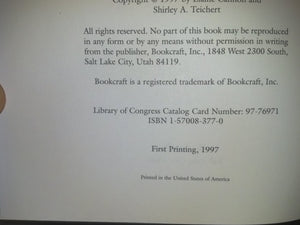 Copyright © 1997 by Elaine Cannon and
Shirley A. Teichert
All rights reserved. No part of this book may be reproduced
in any form or by any means without permission in writing
from the publisher, Bookcraft, Inc., 1848 West 2300 South,
Salt Lake City, Utah 84119.
Bookcraft is a registered trademark of Bookcraft, Inc.
Library of Congress Catalog Card Number: 97-76971
ISBN 1-57008-377-0
First Printing, 1997
Printed in the United States of America